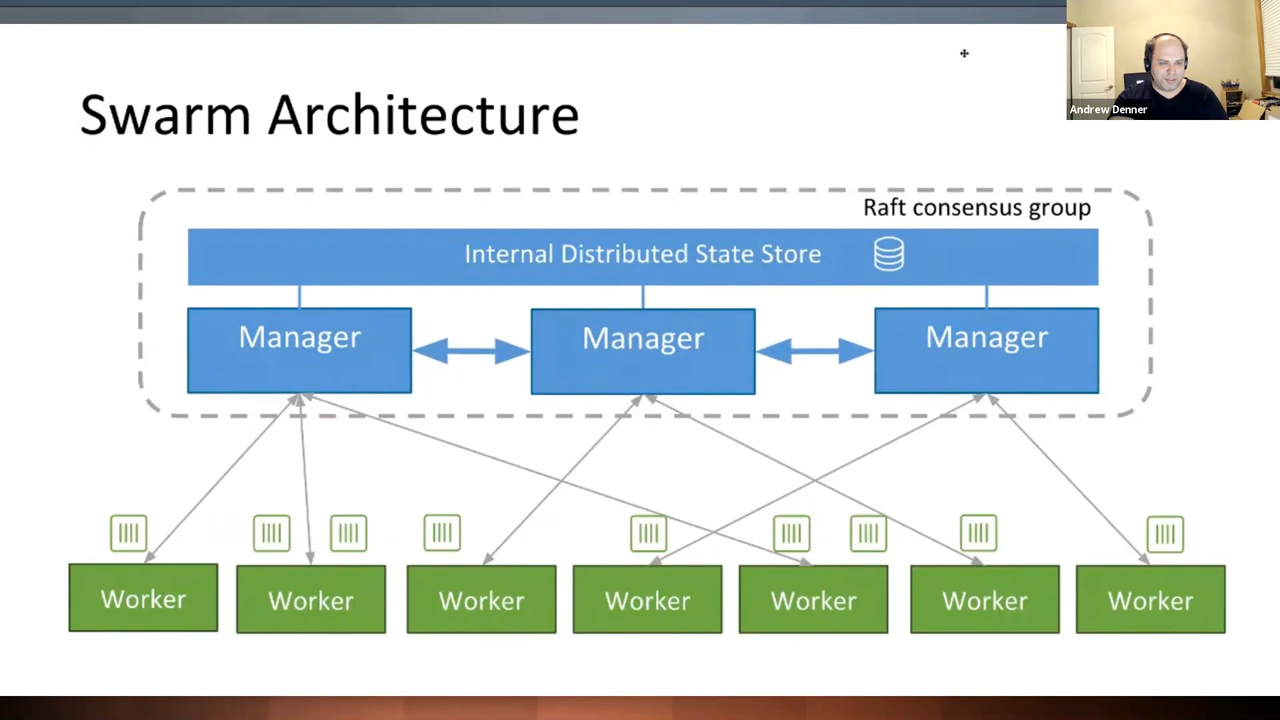 Andrew Denner
Swarm Architecture
Raft consensus group
Internal Distributed State Store
Manager
Manager
Manager
Worker
Worker
Worker
Worker
Worker
Worker
Worker